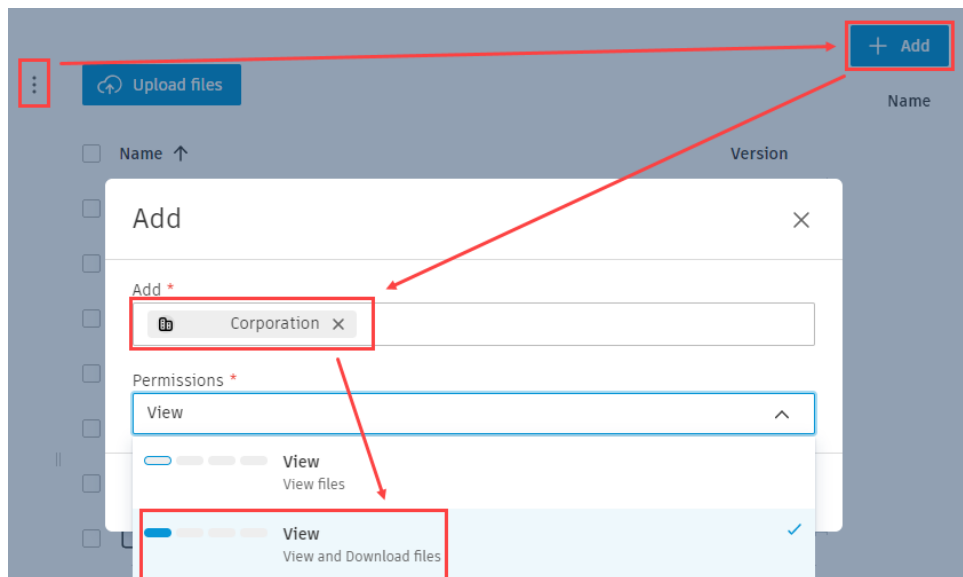 + Add
Upload files
Name
Name ↑
Version
Add
Add *
Corporation
Permissions *
View
View
View files
View
View and Download files